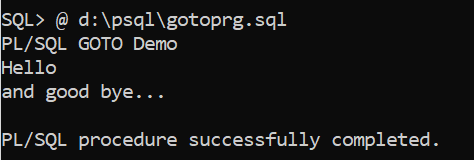 SQL> @ d:\psql\gotoprg.sql
PL/SQL GOTO Demo
Hello
and good bye...
PL/SQL procedure successfully completed.